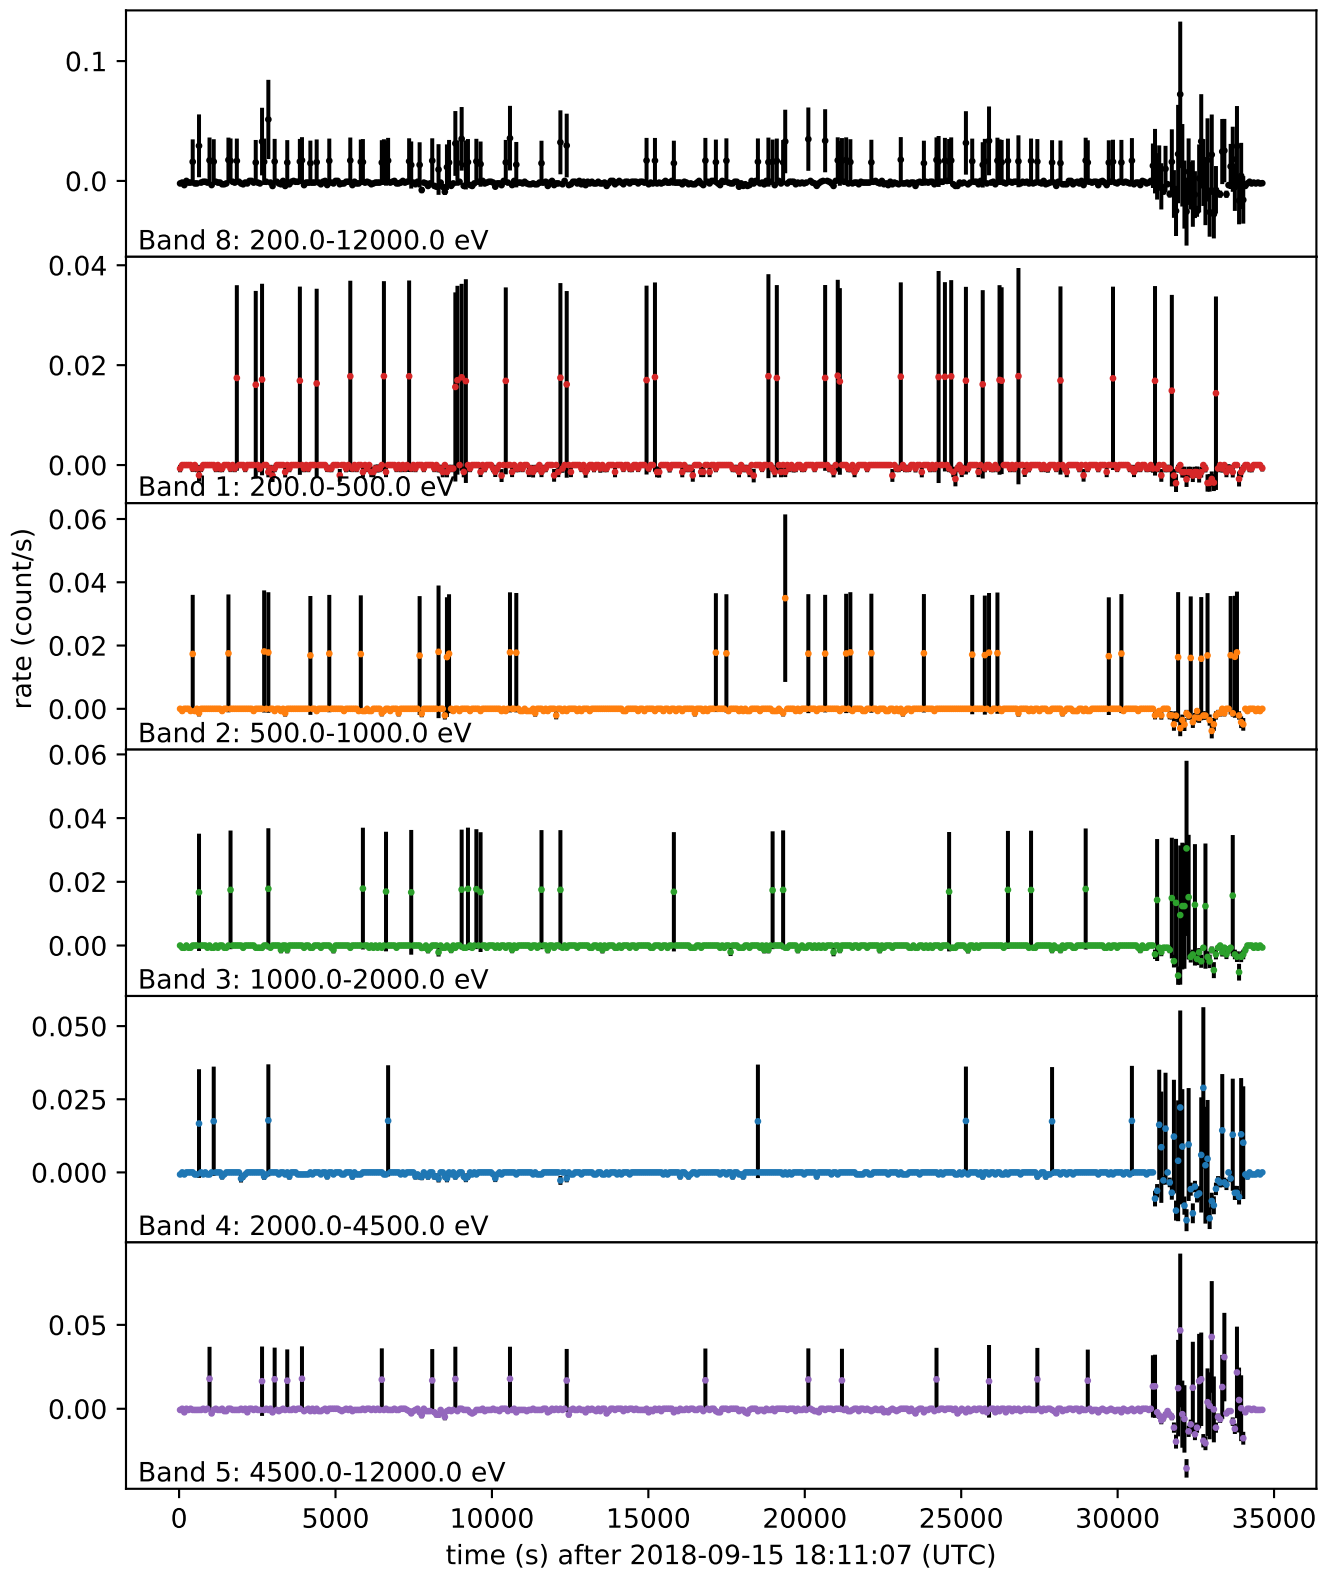 0.1
0.0
Band 8: 200.0-12000.0 eV
0.04
0.02
0.00
Band 1: 200.0-500.0 eV
0.06
0.04
0.02
0.00
Band 2: 500.0-1000.0 eV
rate (count/s)
0.06
0.04
0.02
0.00
Band 3: 1000.0-2000.0 eV
0.050
0.025
0.000
Band 4: 2000.0-4500.0 eV
0.05
0.00
Band 5: 4500.0-12000.0 eV
0 5000 10000 15000 20000 25000 30000 35000
time (s) after 2018-09-15 18:11:07 (UTC)